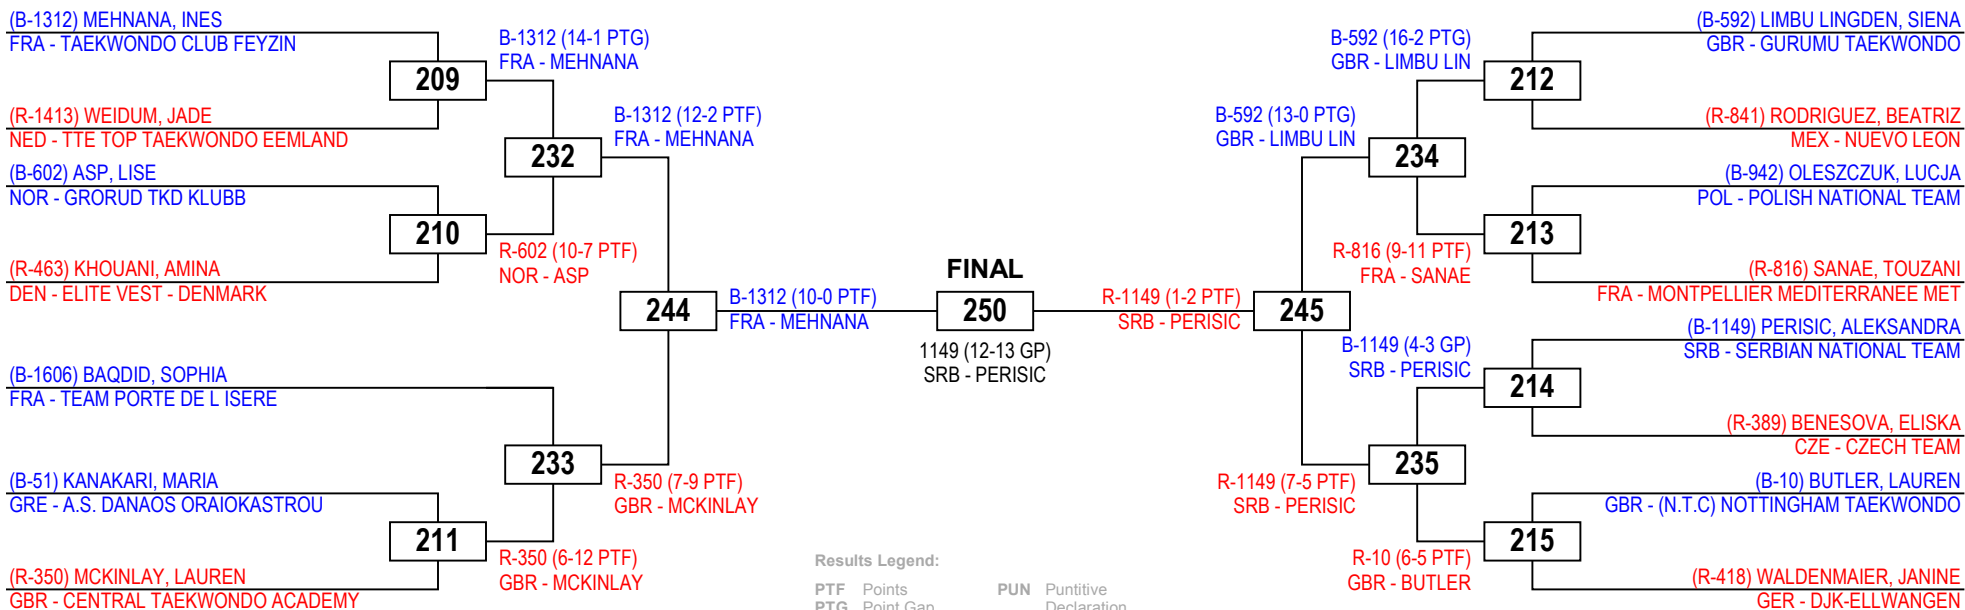 (B-1312) MEHNANA, INES
FRA - TAEKWONDO CLUB FEYZIN
(R-1413) WEIDUM, JADE
NED - TTE TOP TAEKWONDO EEMLAND
(B-602) ASP, LISE
NOR - GRORUD TKD KLUBB
(R-463) KHOUANI, AMINA
DEN - ELITE VEST - DENMARK
(B-1606) BAQDID, SOPHIA
FRA - TEAM PORTE DE L ISERE
(B-51) KANAKARI, MARIA
GRE - A.S. DANAOS ORAIOKASTROU
(R-350) MCKINLAY, LAUREN
GBR - CENTRAL TAEKWONDO ACADEMY
209
210
211
B-1312 (14-1 PTG)
FRA - MEHNANA
R-602 (10-7 PTF)
NOR - ASP
R-350 (6-12 PTF)
GBR - MCKINLAY
232
233
B-1312 (12-2 PTF)
FRA - MEHNANA
R-350 (7-9 PTF)
GBR - MCKINLAY
244
B-1312 (10-0 PTF)
FRA - MEHNANA
FINAL
250
1149 (12-13 GP)
SRB - PERISIC
R-1149 (1-2 PTF)
SRB - PERISIC
245
B-592 (13-0 PTG)
GBR - LIMBU LIN
R-1149 (7-5 PTF)
SRB - PERISIC
234
235
B-592 (16-2 PTG)
GBR - LIMBU LIN
R-816 (9-11 PTF)
FRA - SANAE
B-1149 (4-3 GP)
SRB - PERISIC
R-10 (6-5 PTF)
GBR - BUTLER
212
213
214
215
(B-592) LIMBU LINGDEN, SIENA
GBR - GURUMU TAEKWONDO
(R-841) RODRIGUEZ, BEATRIZ
MEX - NUEVO LEON
(B-942) OLESZCZUK, LUCJA
POL - POLISH NATIONAL TEAM
(R-816) SANAE, TOUZANI
FRA - MONTPELLIER MEDITERRANEE MET
(B-1149) PERISIC, ALEKSANDRA
SRB - SERBIAN NATIONAL TEAM
(R-389) BENESOVA, ELISKA
CZE - CZECH TEAM
(B-10) BUTLER, LAUREN
GBR - (N.T.C) NOTTINGHAM TAEKWONDO
(R-418) WALDENMAIER, JANINE
GER - DJK-ELLWANGEN
Results Legend:
PTF Points PUN Puntitive
PTG Point Gap Declaration